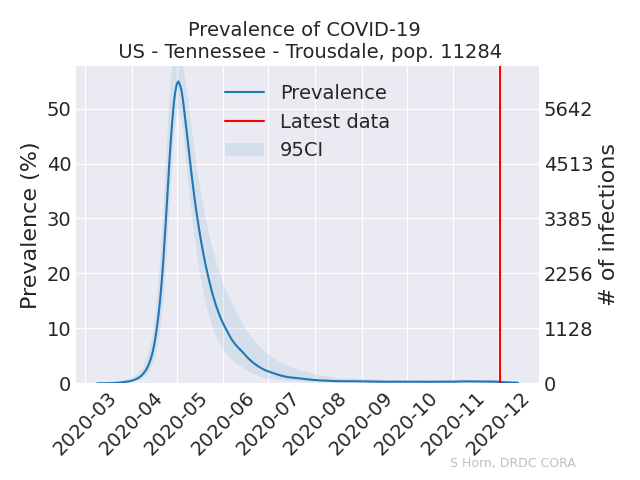 Prevalence of COVID-19
US - Tennessee - Trousdale, pop. 11284
Prevalence
Latest data
95CI
Prevalence (%)
50
40
30
20
10
0
5642
4513
3385
2256
1128
0
# of infections
2020-03
2020-04
2020-05
2020-06
2020-07
2020-08
2020-09
2020-10
2020-11
2020-12
S Horn, DRDC CORA